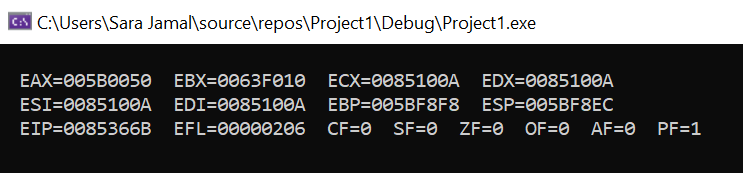 C:\Users\Sara Jamal\source\repos\Project1\Debug\Project1.exe
EAX=005B0050 EBX=0063F010 ECX=0085100A EDX=0085100A
ESI=0085100A EDI=0085100A EBP=005BF8F8 ESP=005BF8EC
EIP=0085366B EFL=00000206 CF=0 SF=0 ZF=0 OF=0 AF=0 PF=1